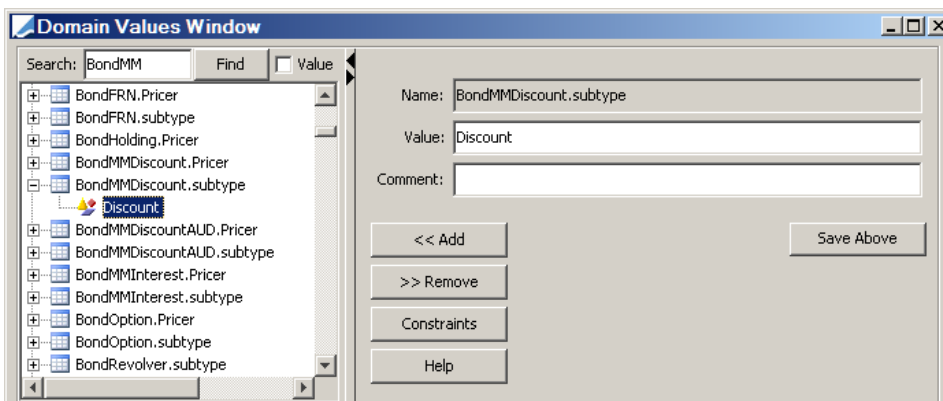 Domain Values Window
Search: BondMM Find Value
BondFRN.Pricer
BondFRN.subtype
BondHolding.Pricer
BondMMDiscount.Pricer
BondMMDiscount.subtype
Discount
BondMMDiscountAUD.Pricer
BondMMDiscountAUD.subtype
BondMMInterest.Pricer
BondMMInterest.subtype
BondOption.Pricer
BondOption.subtype
BondRevolver.subtype
Name: BondMMDiscount.subtype
Value: Discount
Comment:
<< Add
Save Above
>> Remove
Constraints
Help